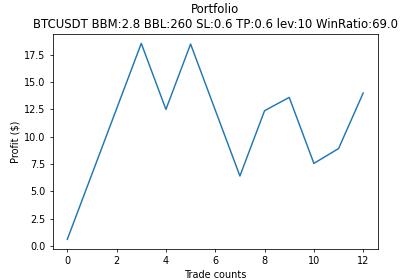 Portfolio
BTCUSDT BBM:2.8 BBL:260 SL:0.6 TP:0.6 lev:10 WinRatio:69.0
17.5
15.0
12.5
10.0
7.5
5.0
2.5
0.0
Profit ($)
0 2 4 6 8 10 12
Trade counts